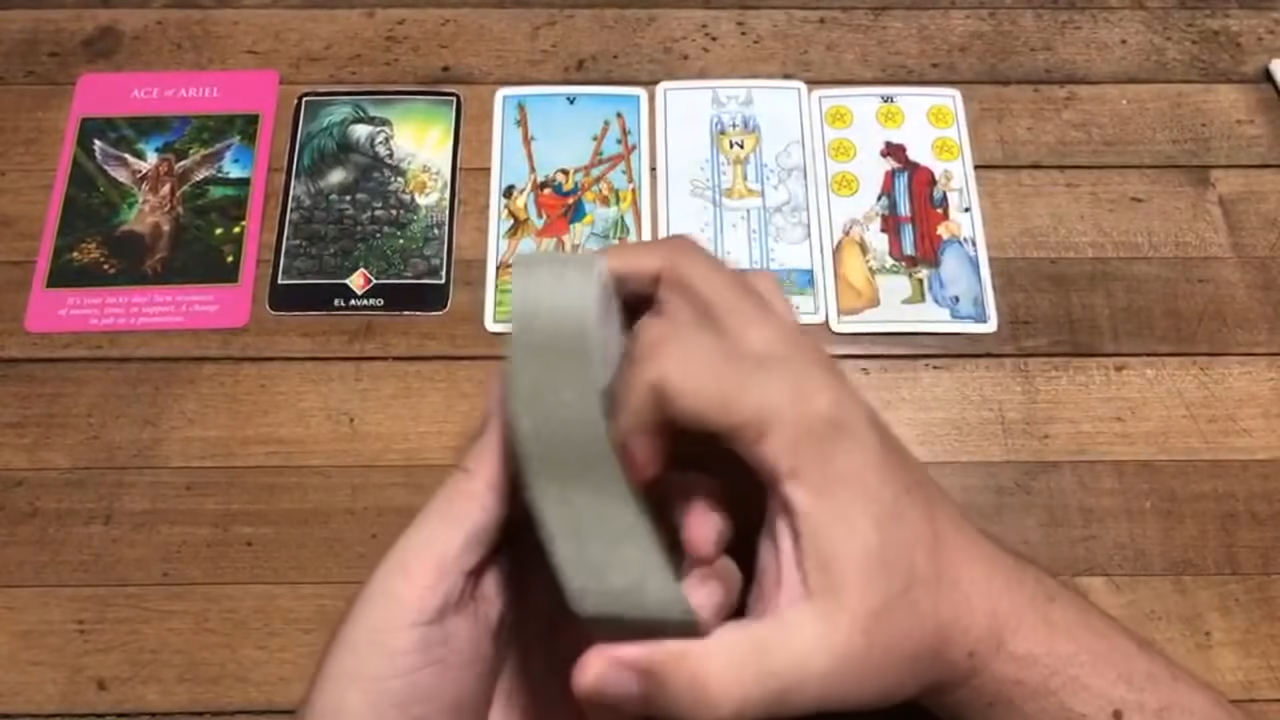 ACE of ARIEL
It's your lucky day! New resources
of money, time, or support. A change
in job or a promotion.
EL AVARO
V
M
VI